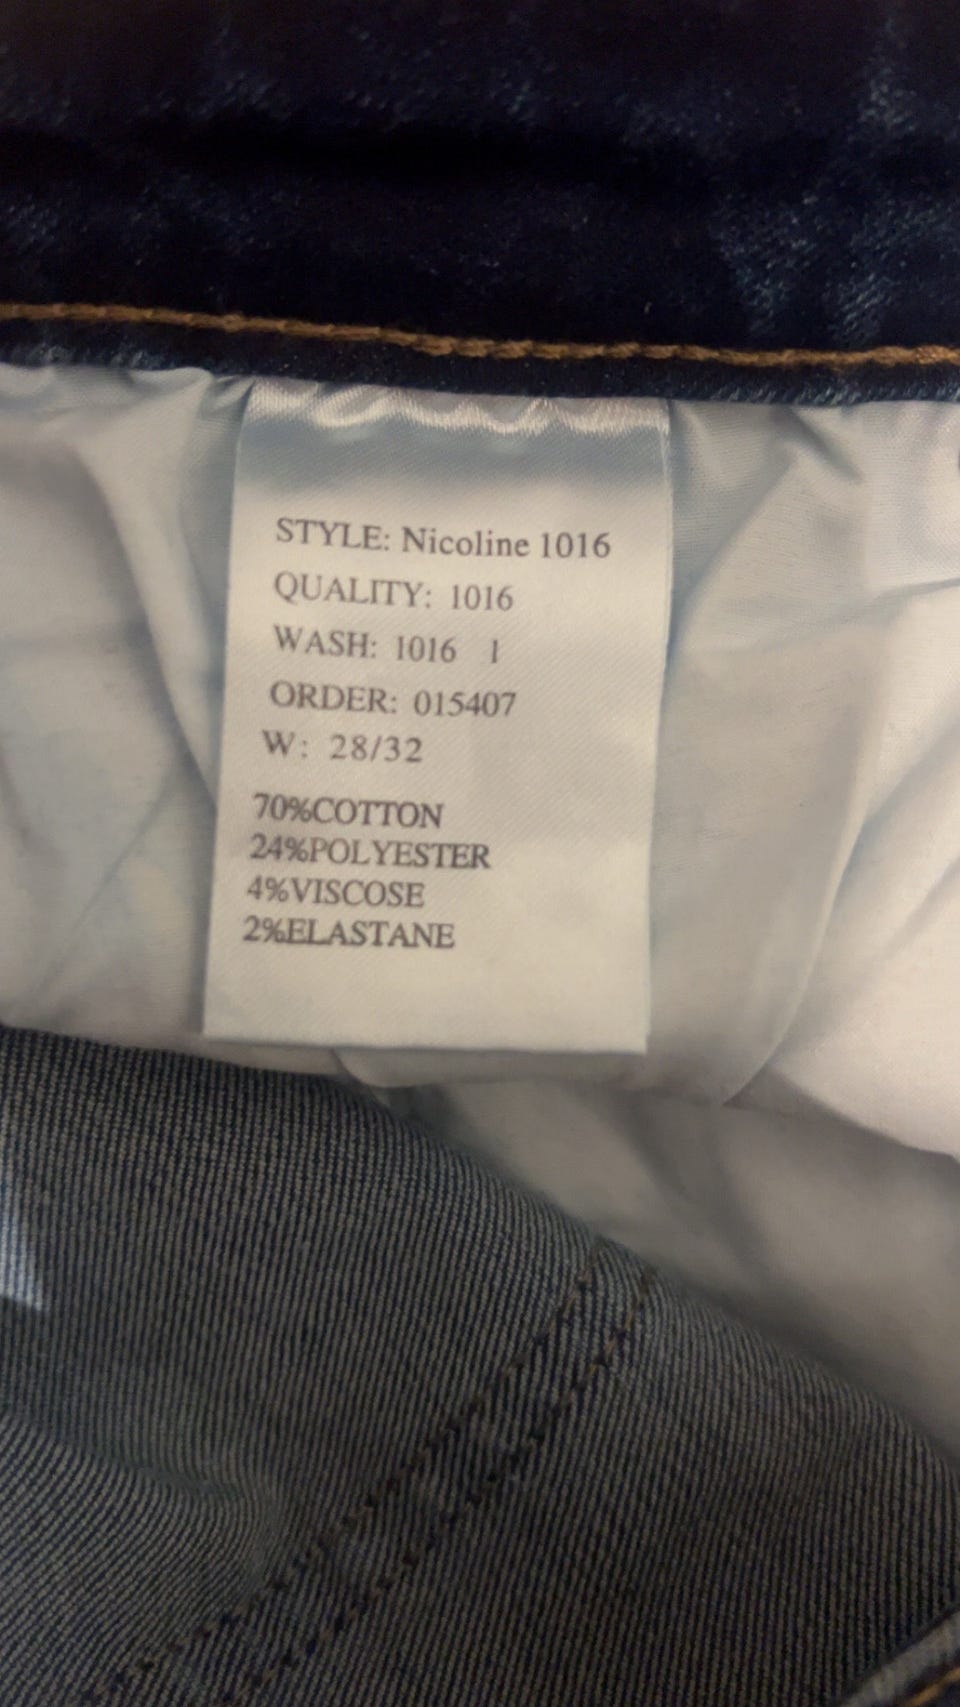 STYLE: Nicoline 1016
QUALITY: 1016
WASH: 1016 1
ORDER: 015407
W: 28/32
70%COTTON
24%POLYESTER
4%VISCOSE
2%ELASTANE